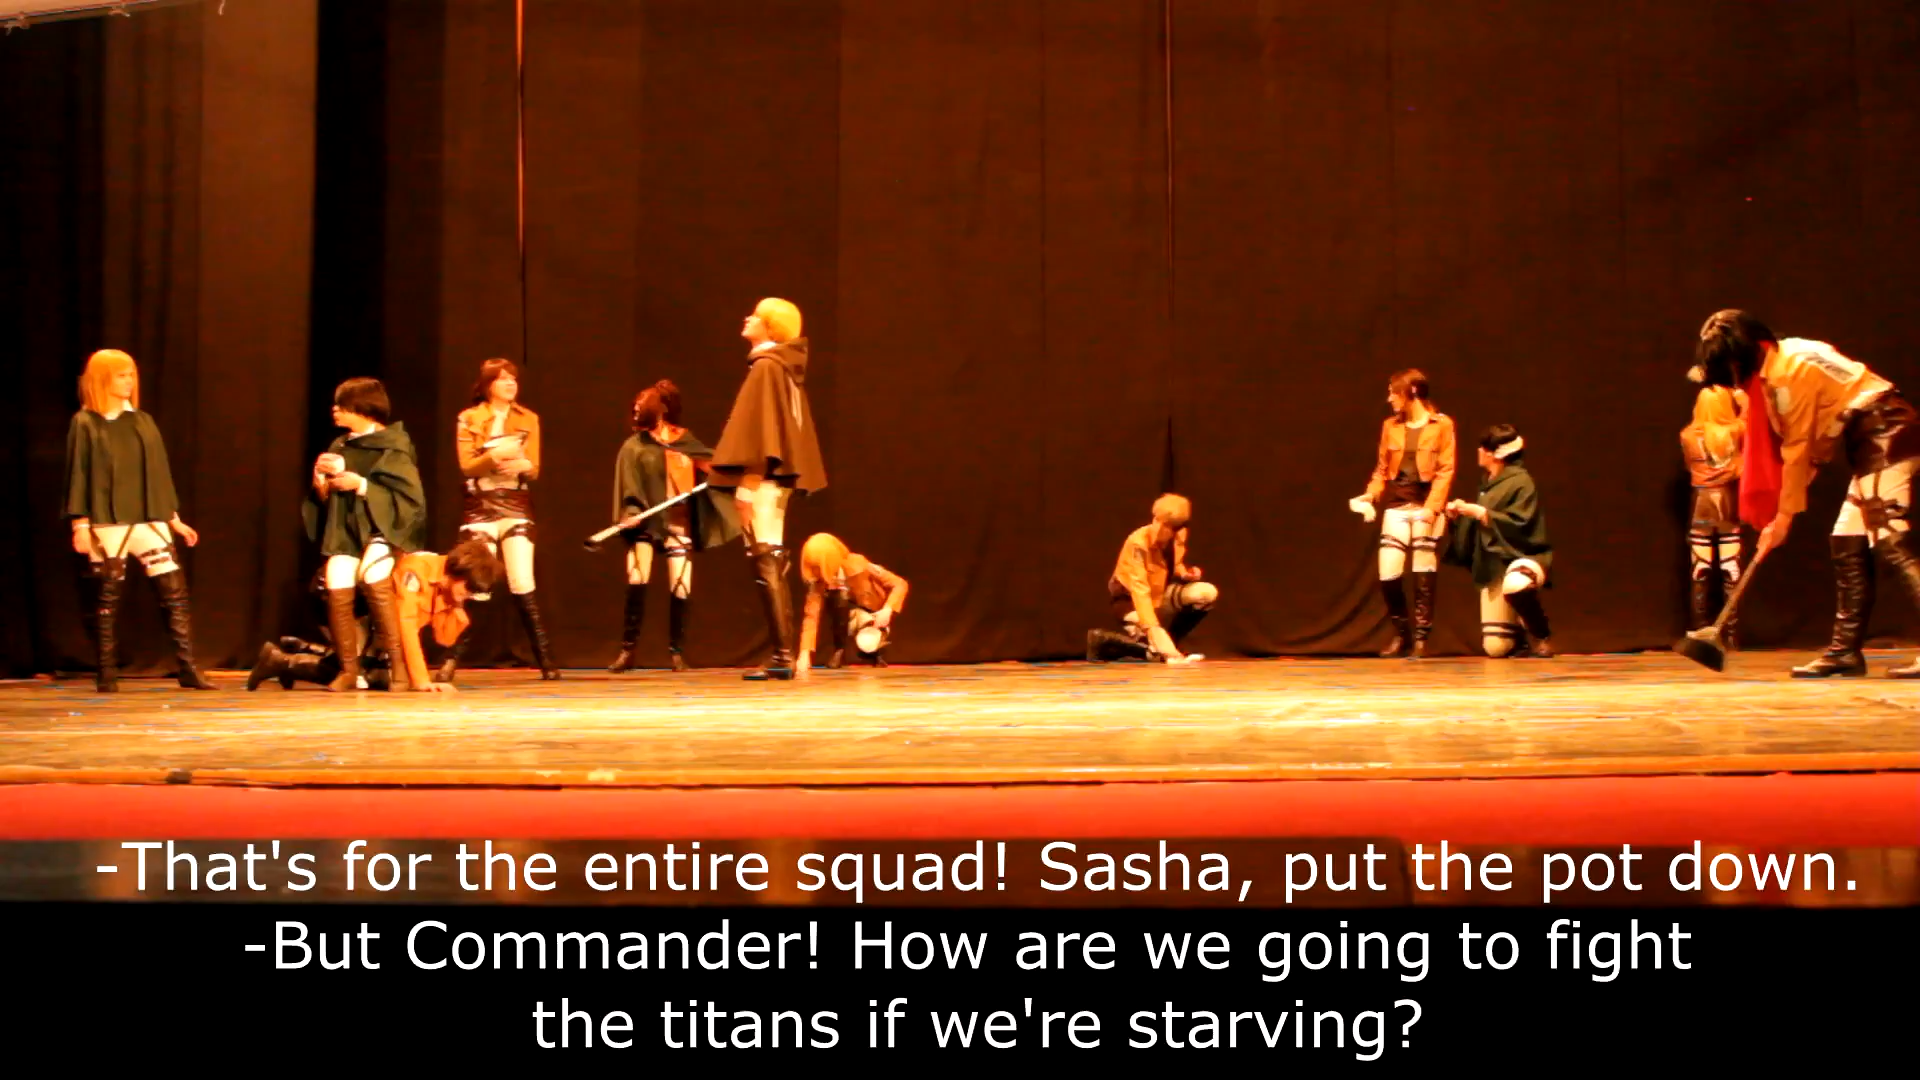 -That's for the entire squad! Sasha, put the pot down.
-But Commander! How are we going to fight
the titans if we're starving?